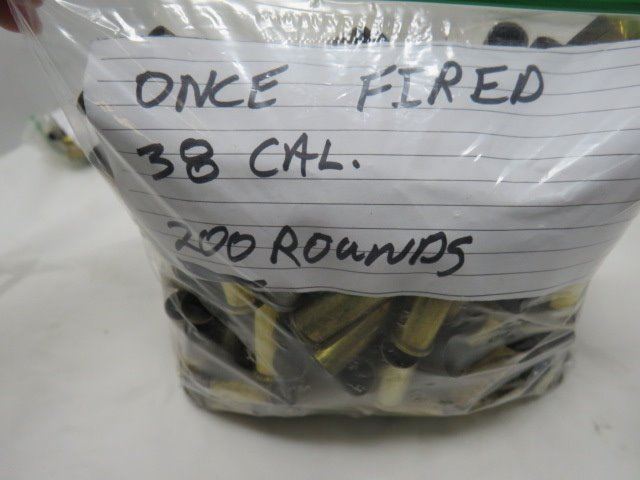 ONCE FIRED
38 CAL.
200 ROUNDS